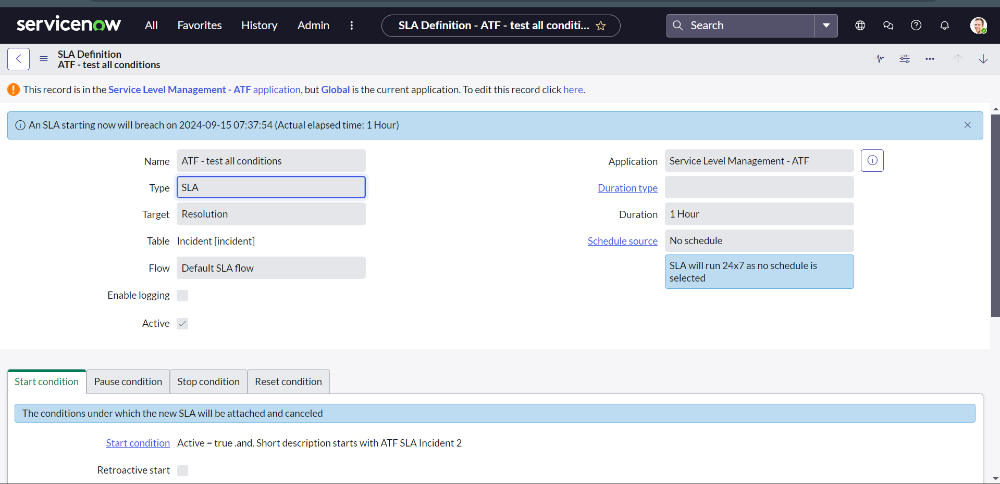 servicenow All Favorites History Admin SLA Definition - ATF - test all conditi... Search
SLA Definition
ATF - test all conditions
This record is in the Service Level Management - ATF application, but Global is the current application. To edit this record click here.
An SLA starting now will breach on 2024-09-15 07:37:54 (Actual elapsed time: 1 Hour)
Name ATF - test all conditions
Application Service Level Management - ATF
Type SLA
Duration type
Target Resolution
Duration 1 Hour
Table Incident [incident]
Schedule source No schedule
SLA will run 24x7 as no schedule is
selected
Flow Default SLA flow
Enable logging
Active
Start condition Pause condition Stop condition Reset condition
The conditions under which the new SLA will be attached and canceled
Start condition Active = true .and. Short description starts with ATF SLA Incident 2
Retroactive start